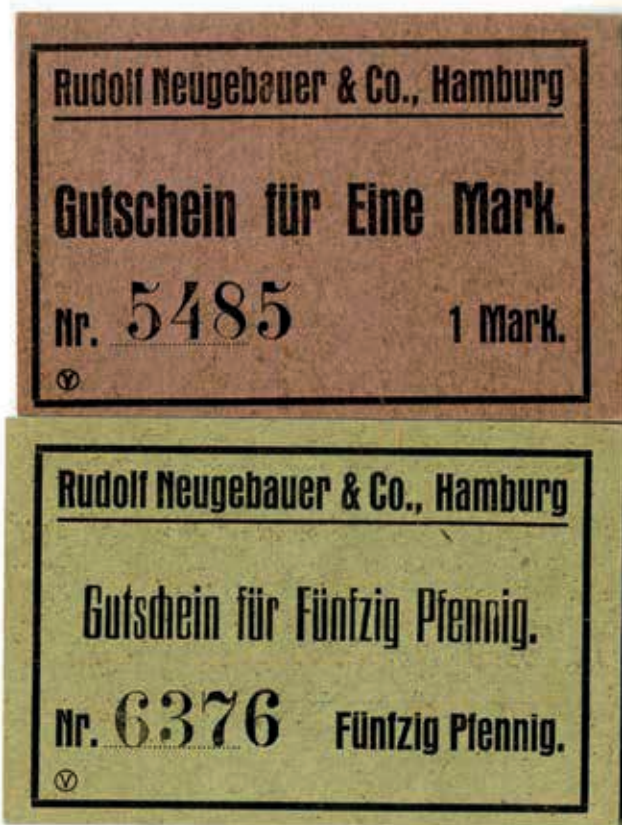 Rudolf Neugebauer & Co., Hamburg
Gutschein für Eine Mark.
Nr. 5485 1 Mark.
Ⓥ
Rudolf Neugebauer & Co., Hamburg
Gutschein für Fünfzig Pfennig.
Nr. 6376 Fünfzig Pfennig.
Ⓥ